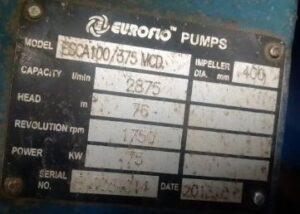 EUROFLO™ PUMPS
MODEL ESCA100/375 MCD. IMPELLER DIA. mm 400
CAPACITY l/min 2875
HEAD m 76
REVOLUTION rpm 1750
POWER KW 75
SERIAL NO. DATE